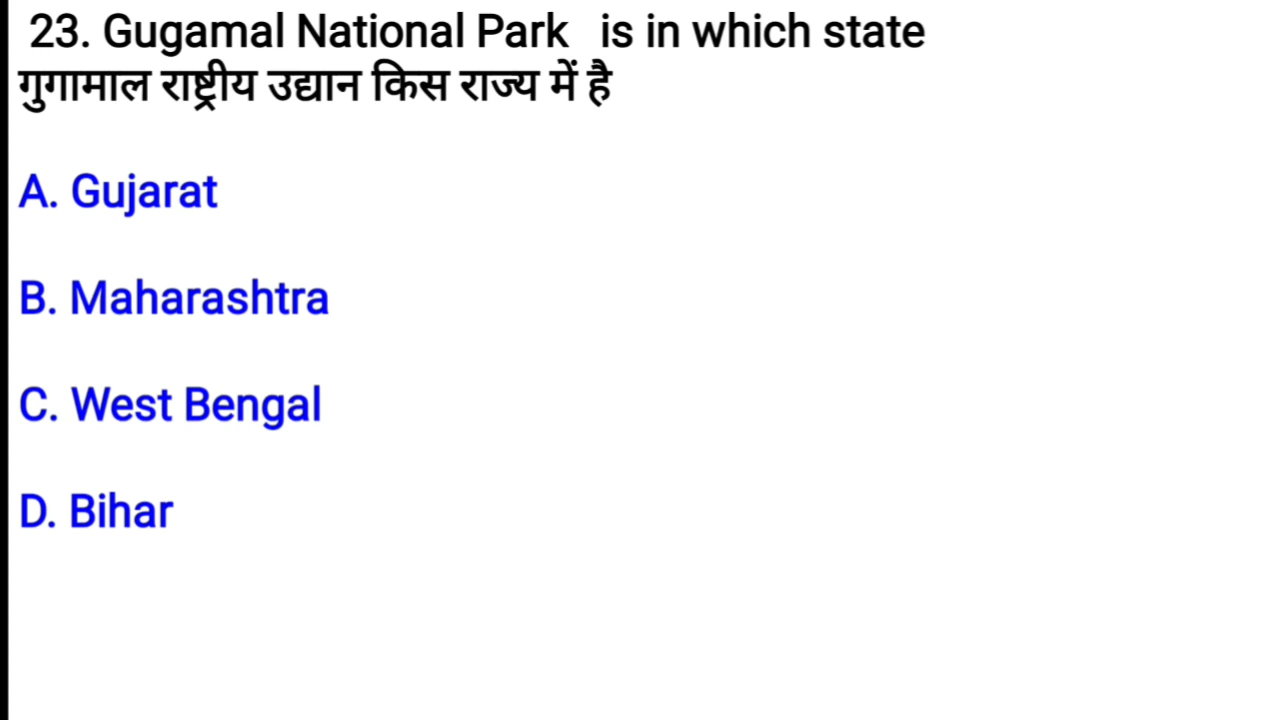 23. Gugamal National Park is in which state
गुगामाल राष्ट्रीय उद्यान किस राज्य में है
A. Gujarat
B. Maharashtra
C. West Bengal
D. Bihar